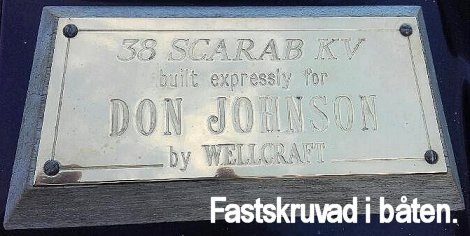 38 SCARAB KV
built expressly for
DON JOHNSON
by WELLCRAFT
Fastskruvad i båten.